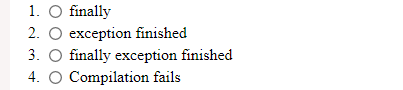 1. finally
2. exception finished
3. finally exception finished
4. Compilation fails